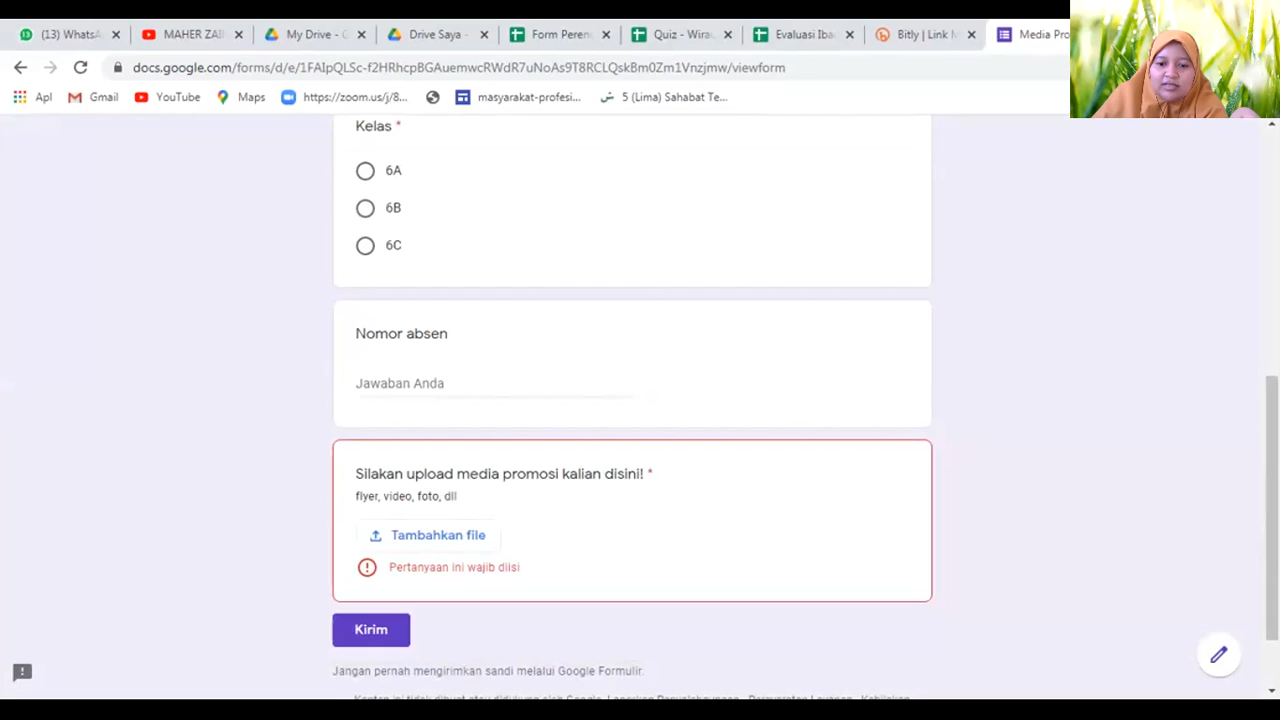 (13) WhatsA
MAHER ZAI
My Drive - G
Drive Saya -
Form Peren
Quiz - Wira
Evaluasi Iba
Bitly | Link M
Media Pro
docs.google.com/forms/d/e/1FAIpQLSc-f2HRhcpBGAuemwcRWdR7uNoAs9T8RCLQskBm0Zm1Vnzjmw/viewform
Apl
Gmail
YouTube
Maps
https://zoom.us/j/8...
masyarakat-profesi...
5 (Lima) Sahabat Te...
Kelas *
6A
6B
6C
Nomor absen
Jawaban Anda
Silakan upload media promosi kalian disini! *
flyer, video, foto, dll
Tambahkan file
Pertanyaan ini wajib diisi
Kirim
Jangan pernah mengirimkan sandi melalui Google Formulir.